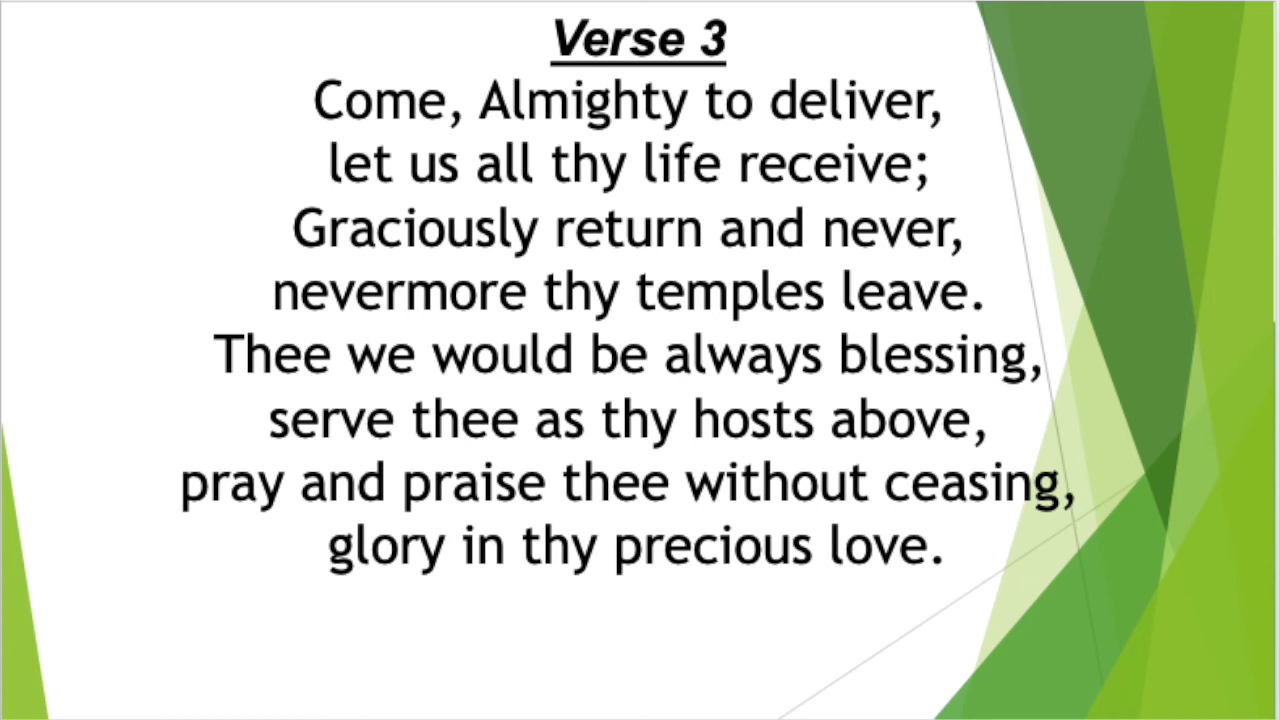 Verse 3
Come, Almighty to deliver,
let us all thy life receive;
Graciously return and never,
nevermore thy temples leave.
Thee we would be always blessing,
serve thee as thy hosts above,
pray and praise thee without ceasing,
glory in thy precious love.